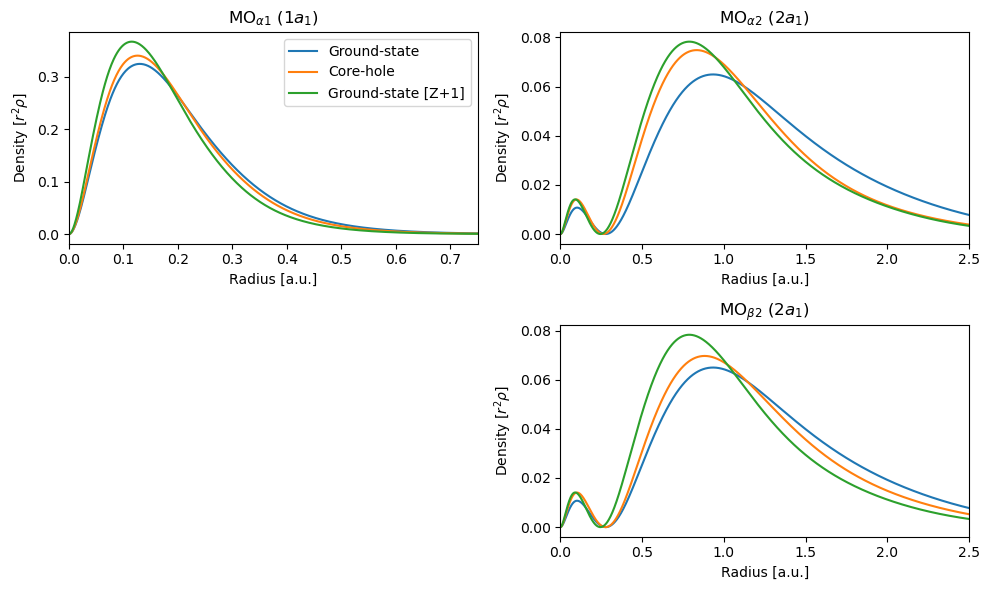 MOα1 (1a1)
Density [r²ρ]
0.3
0.2
0.1
0.0
0.0 0.1 0.2 0.3 0.4 0.5 0.6 0.7
Radius [a.u.]
Ground-state
Core-hole
Ground-state [Z+1]
MOα2 (2a1)
Density [r²ρ]
0.08
0.06
0.04
0.02
0.00
0.0 0.5 1.0 1.5 2.0 2.5
Radius [a.u.]
MOβ2 (2a1)
Density [r²ρ]
0.08
0.06
0.04
0.02
0.00
0.0 0.5 1.0 1.5 2.0 2.5
Radius [a.u.]